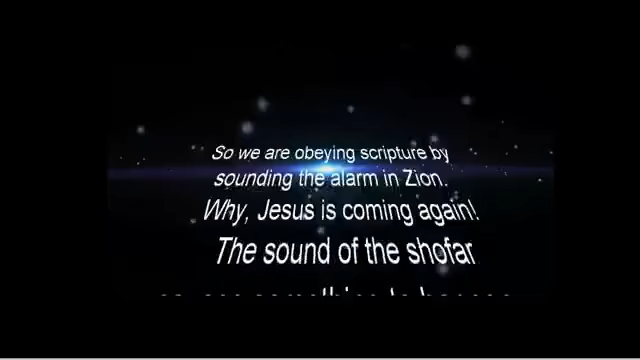 So we are obeying scripture by
sounding the alarm in Zion.
Why, Jesus is coming again!
The sound of the shofar